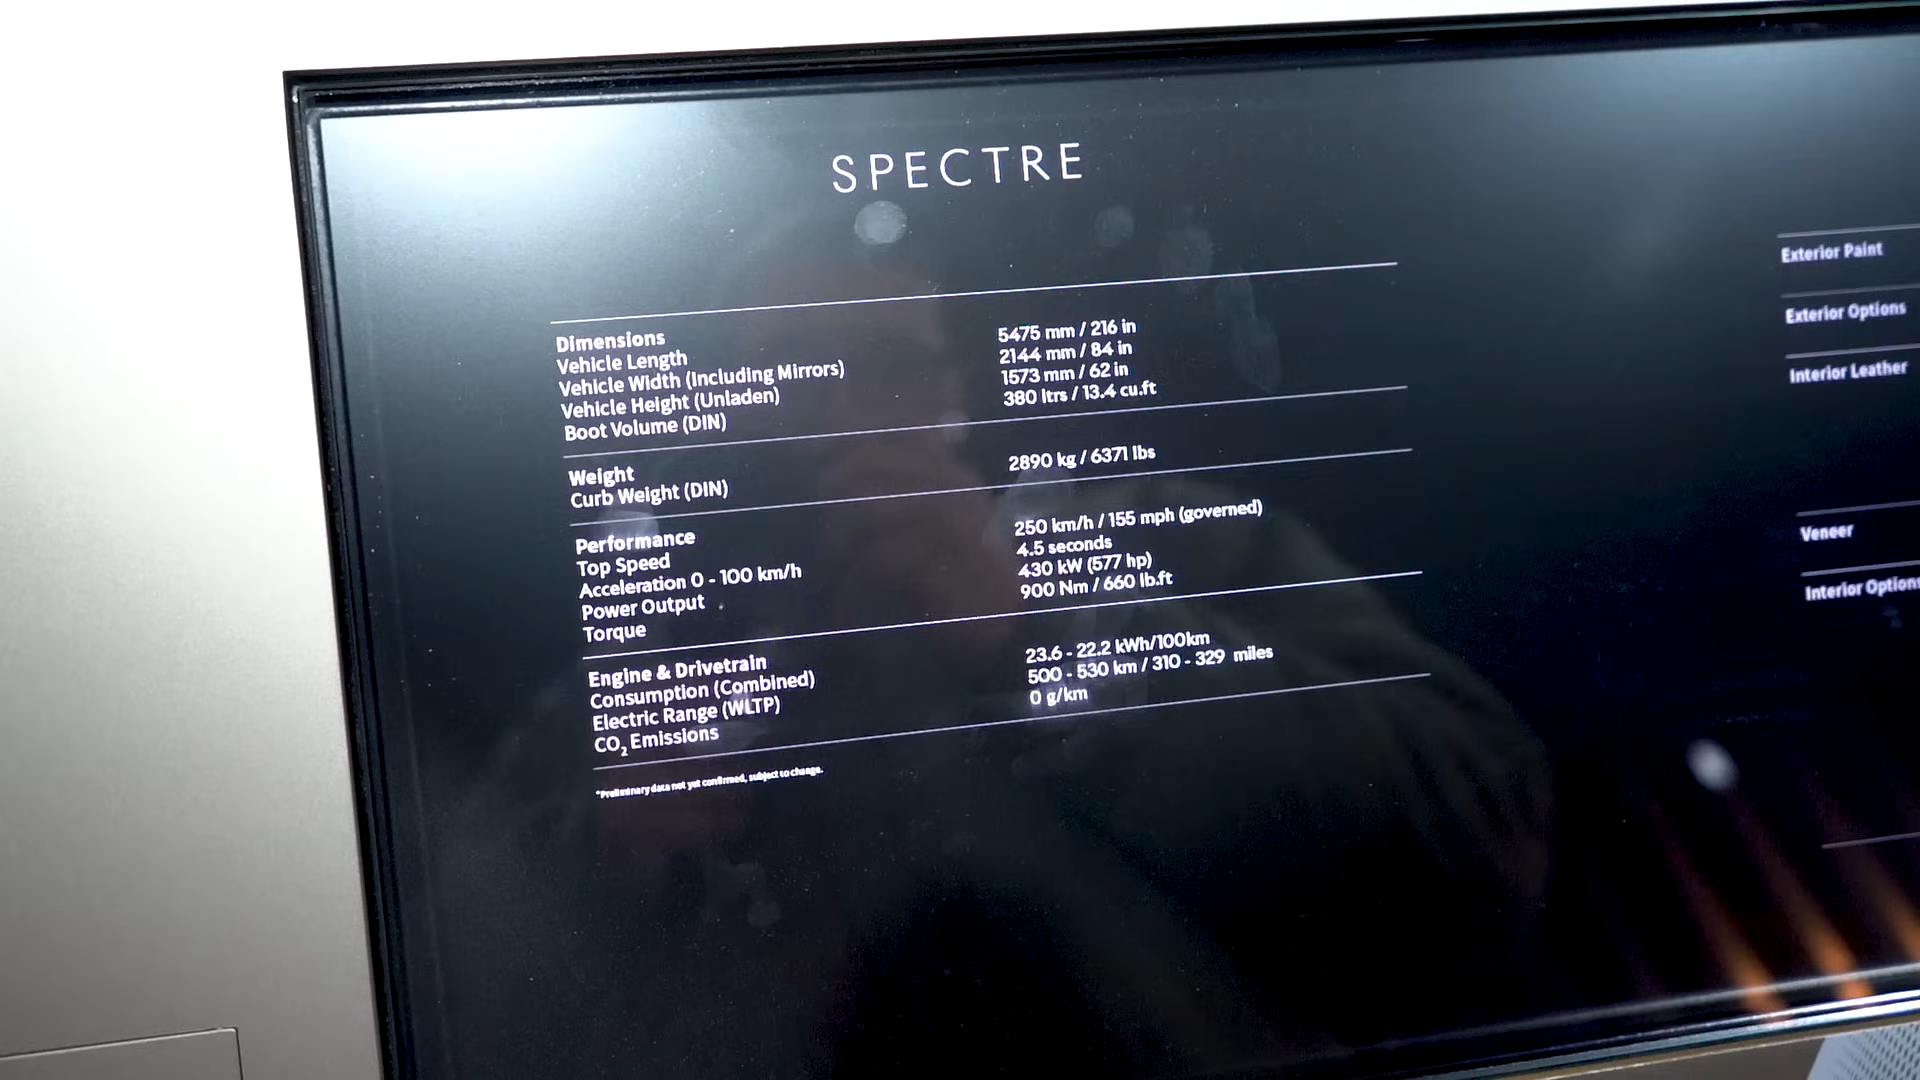 SPECTRE
Dimensions
Vehicle Length 5475 mm / 216 in
Vehicle Width (Including Mirrors) 2144 mm / 84 in
Vehicle Height (Unladen) 1573 mm / 62 in
Boot Volume (DIN) 380 ltrs / 13.4 cu.ft
Weight
Curb Weight (DIN) 2890 kg / 6371 lbs
Performance
Top Speed 250 km/h / 155 mph (governed)
Acceleration 0 - 100 km/h 4.5 seconds
Power Output 430 kW (577 hp)
Torque 900 Nm / 660 lb.ft
Engine & Drivetrain
Consumption (Combined) 23.6 - 22.2 kWh/100km
Electric Range (WLTP) 500 - 530 km / 310 - 329 miles
CO₂ Emissions 0 g/km
*Preliminary data not yet confirmed, subject to change.
Exterior Paint
Exterior Options
Interior Leather
Veneer
Interior Options